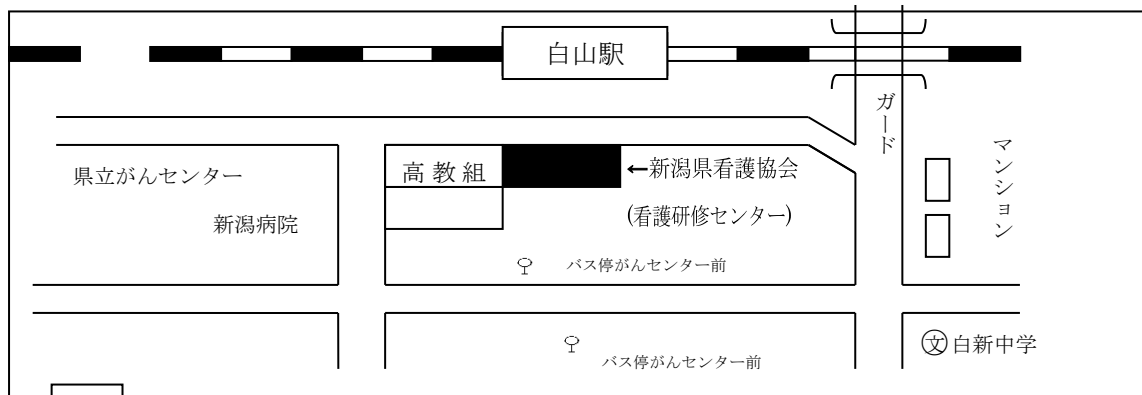 白山駅
ガード
マンション
高教組
←新潟県看護協会
(看護研修センター)
県立がんセンター
新潟病院
バス停がんセンター前
バス停がんセンター前
文白新中学